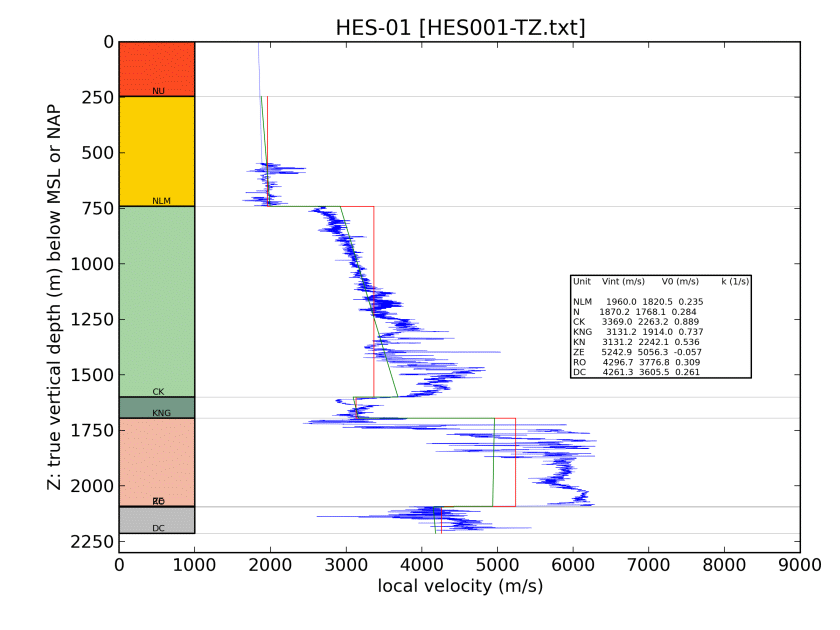 HES-01 [HES001-TZ.txt]
0
250
500
750
1000
1250
1500
1750
2000
2250
Z: true vertical depth (m) below MSL or NAP
NU
NLM
CK
KNG
ZE
DC
Unit Vint (m/s) V0 (m/s) k (1/s)
NLM 1960.0 1820.5 0.235
N 1870.2 1768.1 0.284
CK 3369.0 2263.2 0.889
KNG 3131.2 1914.0 0.737
KN 3131.2 2242.1 0.536
ZE 5242.9 5056.3 -0.057
RO 4296.7 3776.8 0.309
DC 4261.3 3605.5 0.261
0 1000 2000 3000 4000 5000 6000 7000 8000 9000
local velocity (m/s)